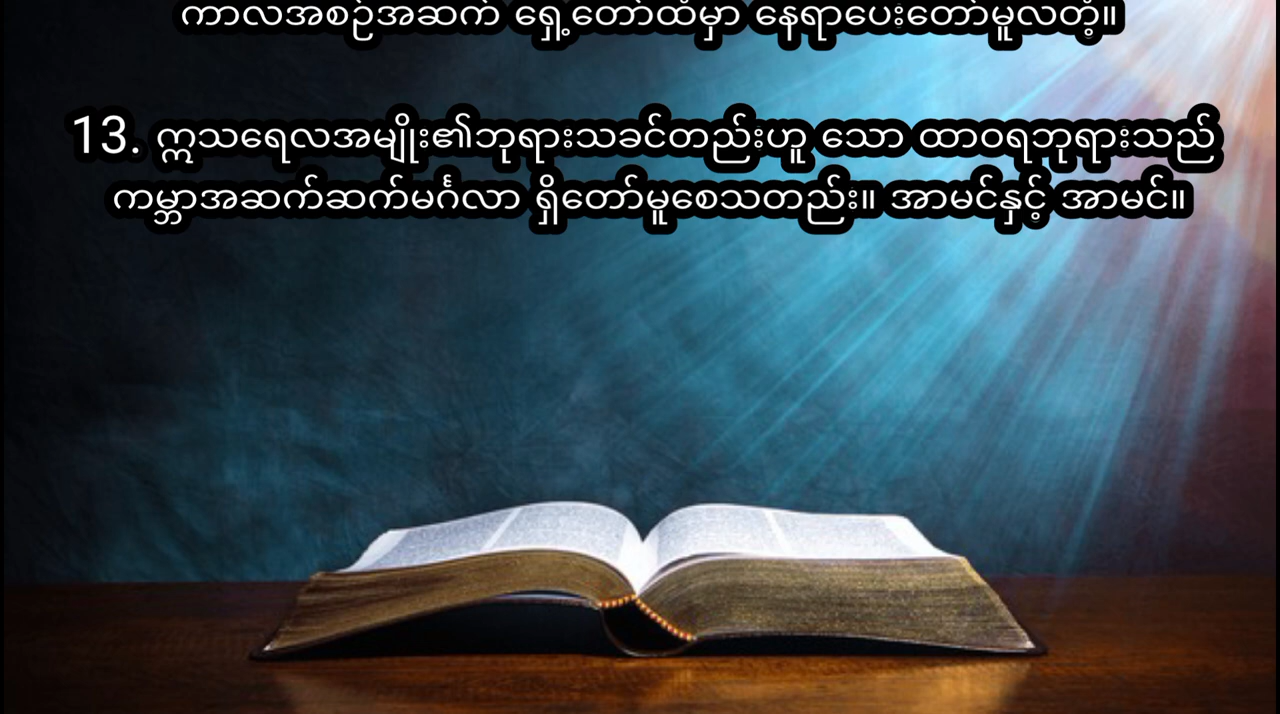 ကာလအစဉ်အဆက် ရှေ့တော်ထံမှာ နေရာပေးတော်မူလတ္တံ့။
13. ဣသရေလအမျိုး၏ဘုရားသခင်တည်းဟူ သော ထာဝရဘုရားသည်
ကမ္ဘာအဆက်ဆက်မင်္ဂလာ ရှိတော်မူစေသတည်း။ အာမင်နှင့် အာမင်။